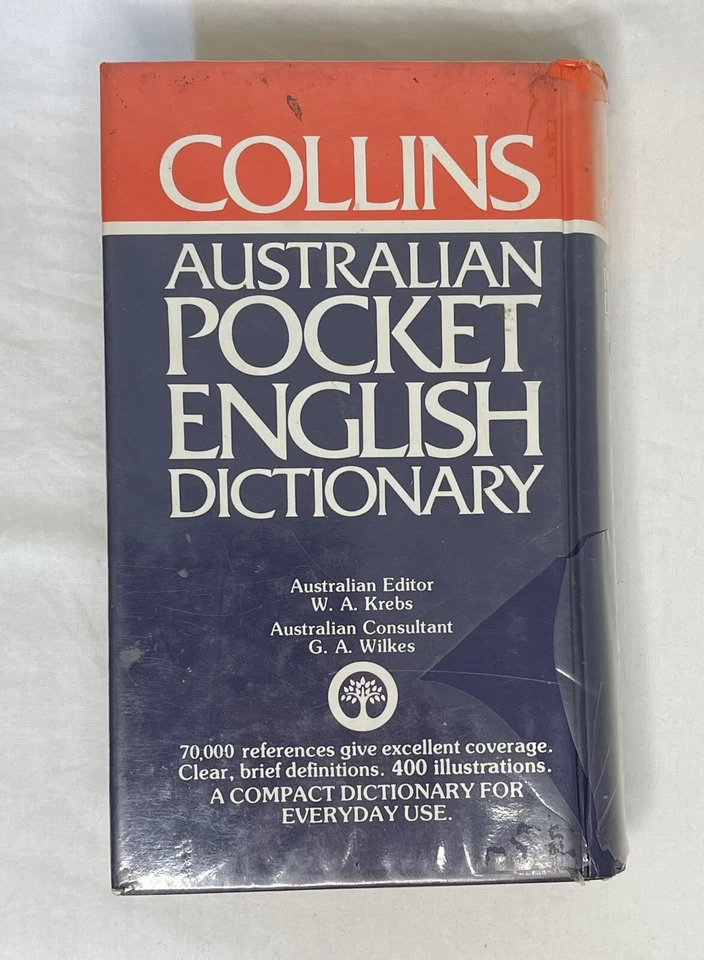 COLLINS
AUSTRALIAN
POCKET
ENGLISH
DICTIONARY
Australian Editor
W. A. Krebs
Australian Consultant
G. A. Wilkes
70,000 references give excellent coverage.
Clear, brief definitions. 400 illustrations.
A COMPACT DICTIONARY FOR
EVERYDAY USE.